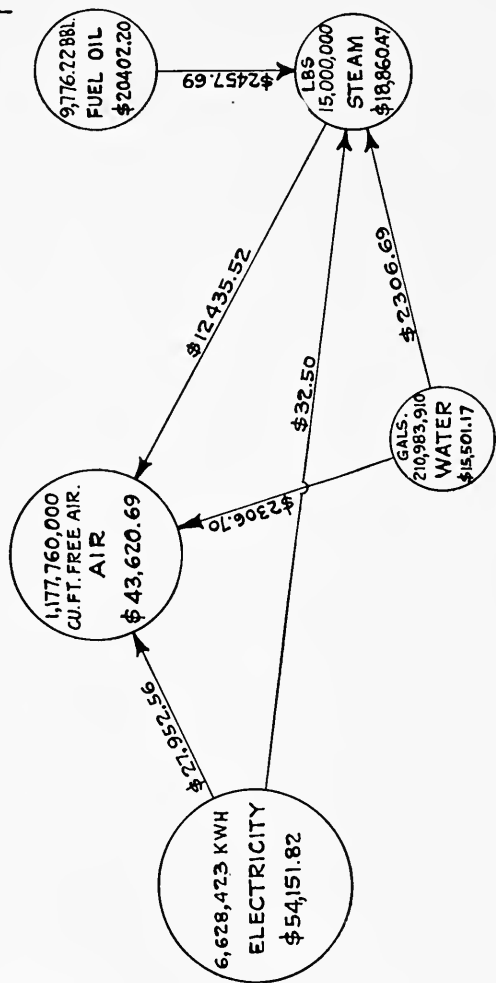 9,776.22 BBL.
FUEL OIL
$20402.20
$2457.69
LBS
15,000,000
STEAM
$18,860.47
$12435.52
$32.50
$2306.69
1,177,760,000
CU.FT. FREE AIR.
AIR
$43,620.69
$2306.70
GALS.
210,983,910
WATER
$15,501.17
$27,952.56
6,628,423 KWH
ELECTRICITY
$54,151.82